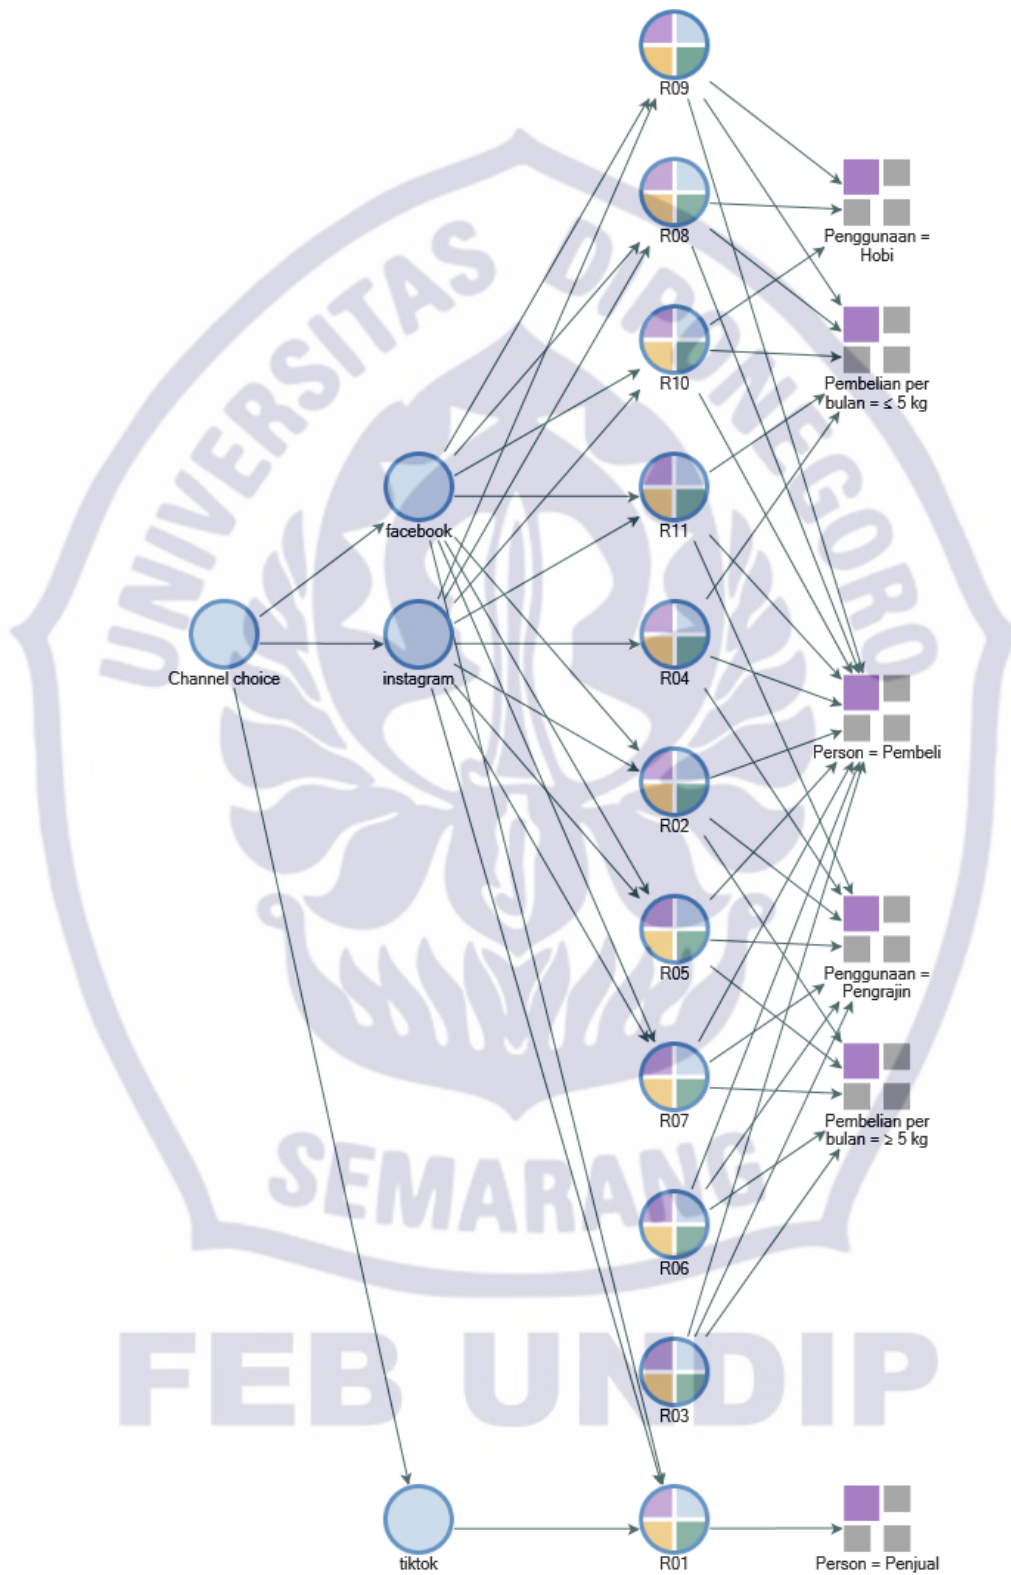 R09
R08
Penggunaan =
Hobi
R10
Pembelian per
bulan = ≤ 5 kg
facebook
R11
Channel choice
instagram
R04
Person = Pembeli
R02
R05
Penggunaan =
Pengrajin
R07
Pembelian per
bulan = ≥ 5 kg
R06
R03
tiktok
R01
Person = Penjual
UNIVERSITAS DIPONEGORO
SEMARANG
FEB UNDIP